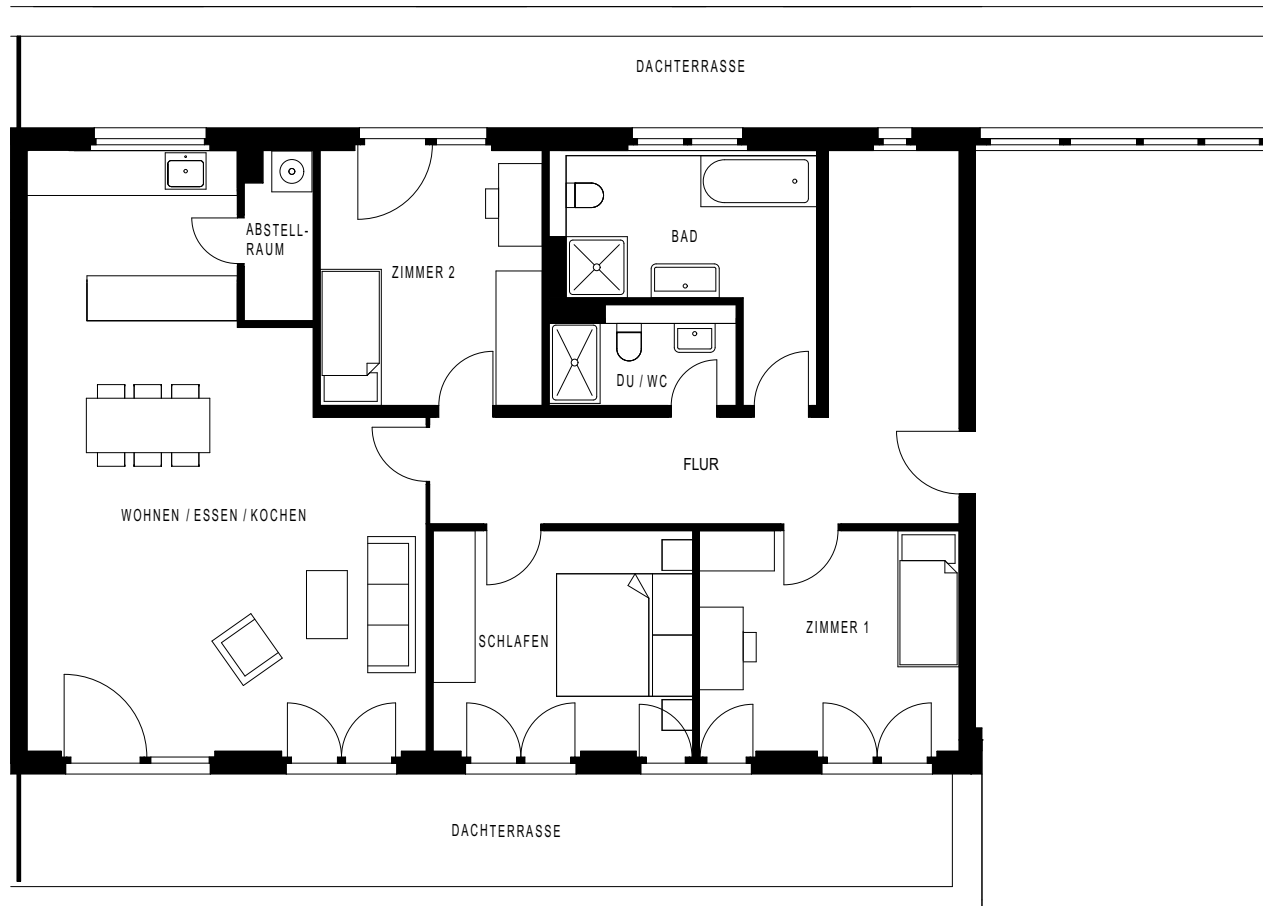 DACHTERRASSE
ABSTELL-
RAUM
BAD
ZIMMER 2
DU / WC
FLUR
WOHNEN / ESSEN / KOCHEN
SCHLAFEN
ZIMMER 1
DACHTERRASSE